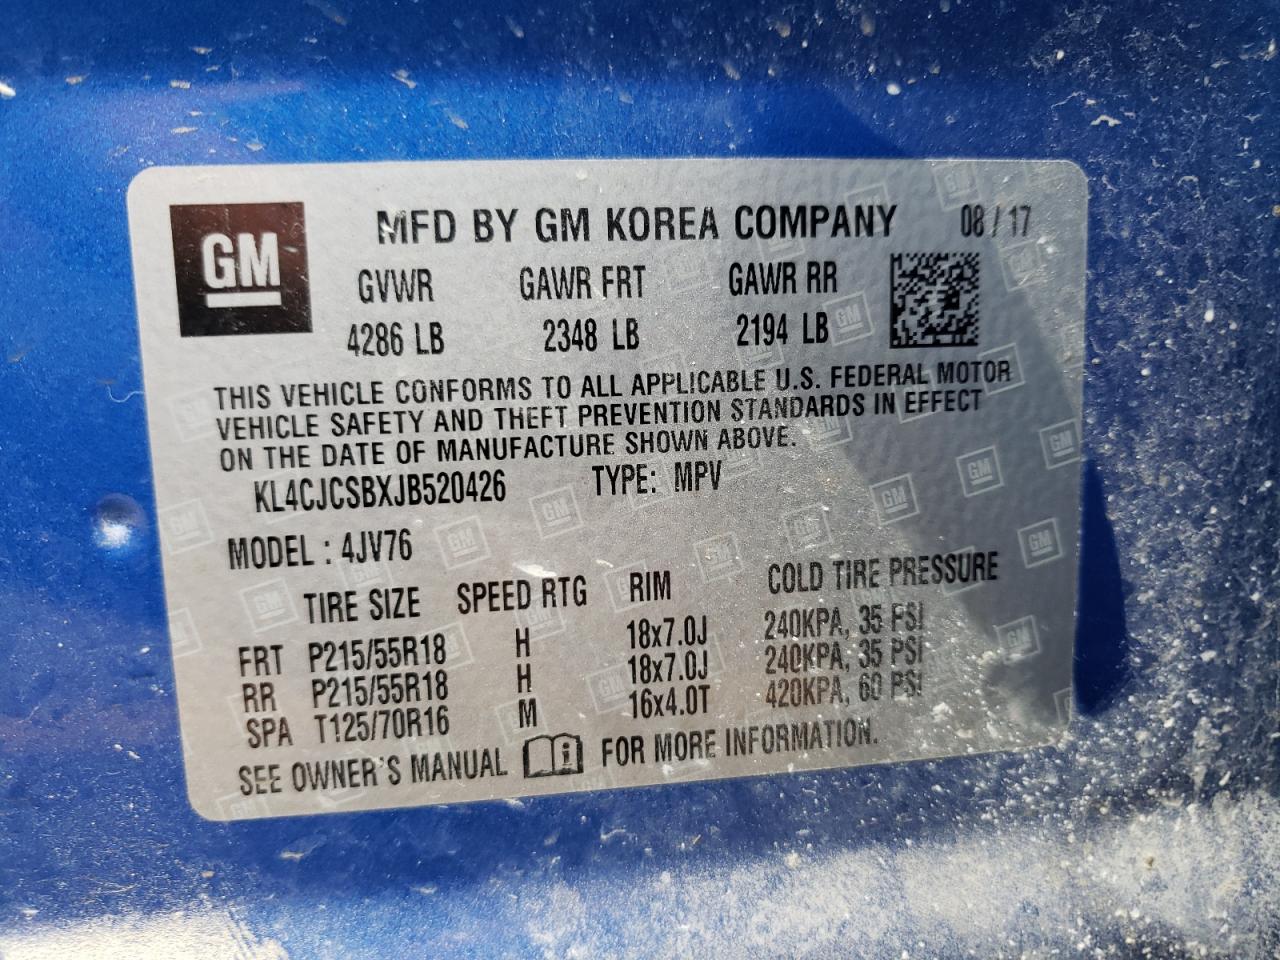 GM
MFD BY GM KOREA COMPANY 08 / 17
GVWR GAWR FRT GAWR RR
4286 LB 2348 LB 2194 LB
THIS VEHICLE CONFORMS TO ALL APPLICABLE U.S. FEDERAL MOTOR
VEHICLE SAFETY AND THEFT PREVENTION STANDARDS IN EFFECT
ON THE DATE OF MANUFACTURE SHOWN ABOVE.
KL4CJCSBXJB520426 TYPE: MPV
MODEL : 4JV76
TIRE SIZE SPEED RTG RIM COLD TIRE PRESSURE
FRT P215/55R18 H 18x7.0J 240KPA, 35 PSI
RR P215/55R18 H 18x7.0J 240KPA, 35 PSI
SPA T125/70R16 M 16x4.0T 420KPA, 60 PSI
SEE OWNER'S MANUAL i FOR MORE INFORMATION.